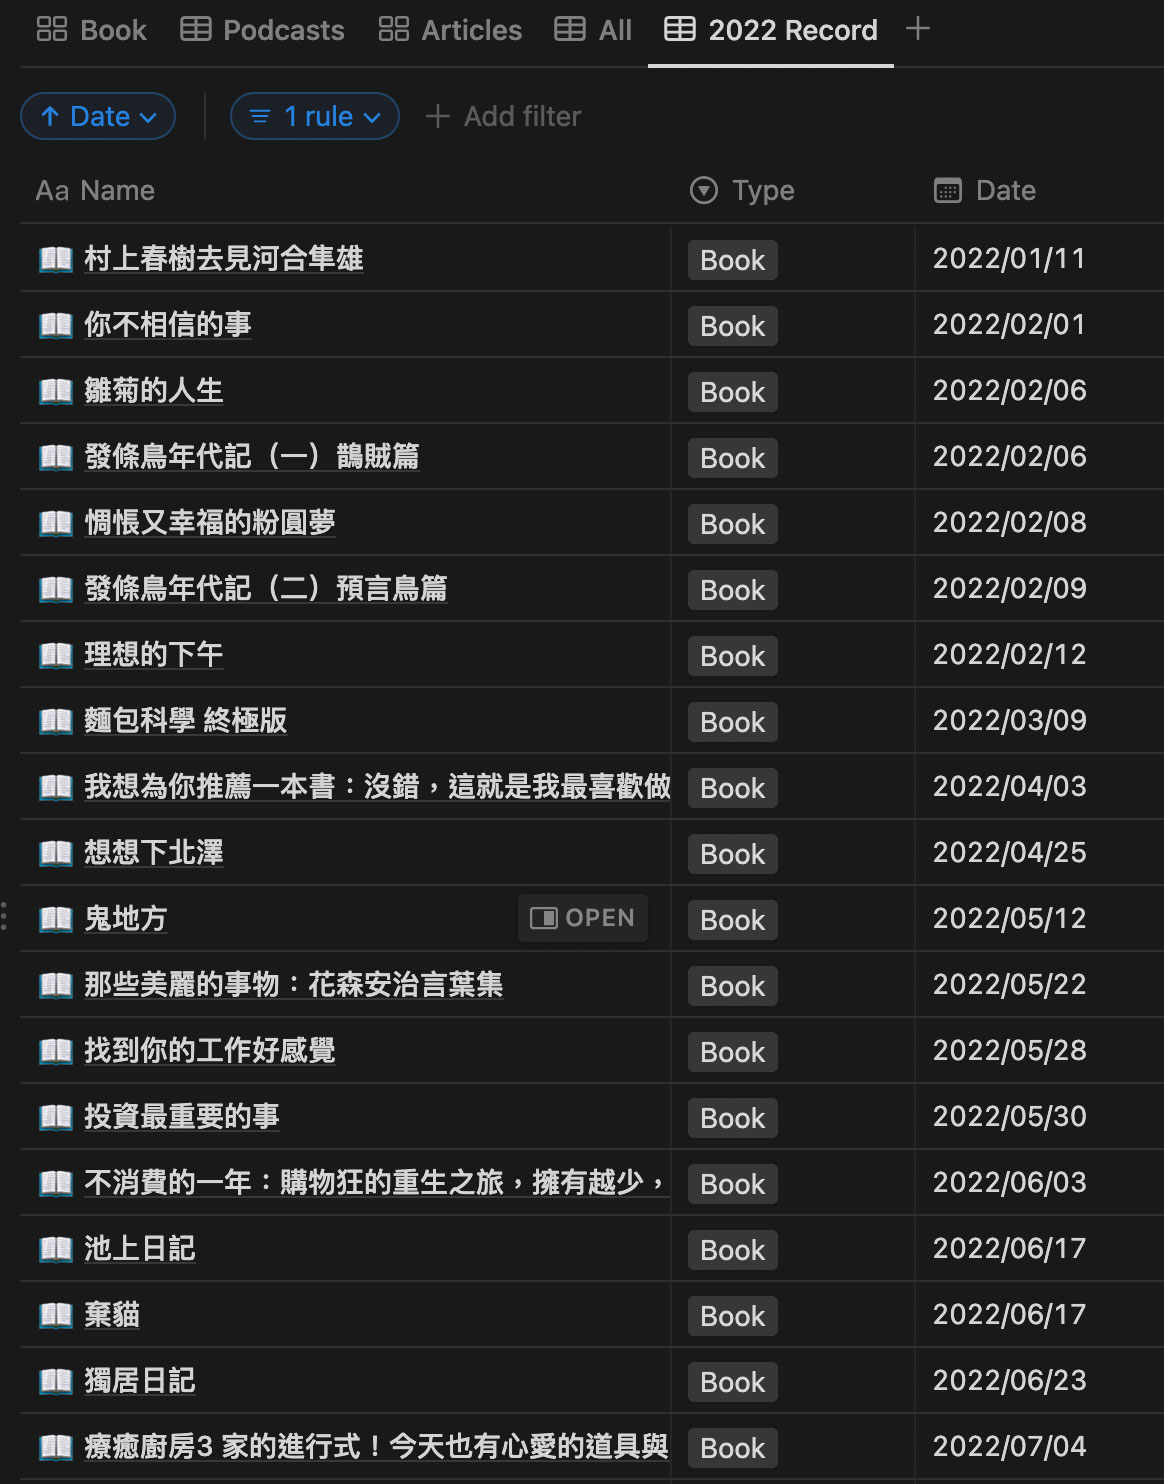 Book Podcasts Articles All 2022 Record
Date 1 rule Add filter
Aa Name Type Date
村上春樹去見河合隼雄 Book 2022/01/11
你不相信的事 Book 2022/02/01
雛菊的人生 Book 2022/02/06
發條鳥年代記（一）鵲賊篇 Book 2022/02/06
惆悵又幸福的粉圓夢 Book 2022/02/08
發條鳥年代記（二）預言鳥篇 Book 2022/02/09
理想的下午 Book 2022/02/12
麵包科學 終極版 Book 2022/03/09
我想為你推薦一本書：沒錯，這就是我最喜歡做 Book 2022/04/03
想想下北澤 Book 2022/04/25
鬼地方 OPEN Book 2022/05/12
那些美麗的事物：花森安治言葉集 Book 2022/05/22
找到你的工作好感覺 Book 2022/05/28
投資最重要的事 Book 2022/05/30
不消費的一年：購物狂的重生之旅，擁有越少， Book 2022/06/03
池上日記 Book 2022/06/17
棄貓 Book 2022/06/17
獨居日記 Book 2022/06/23
療癒廚房3 家的進行式！今天也有心愛的道具與 Book 2022/07/04